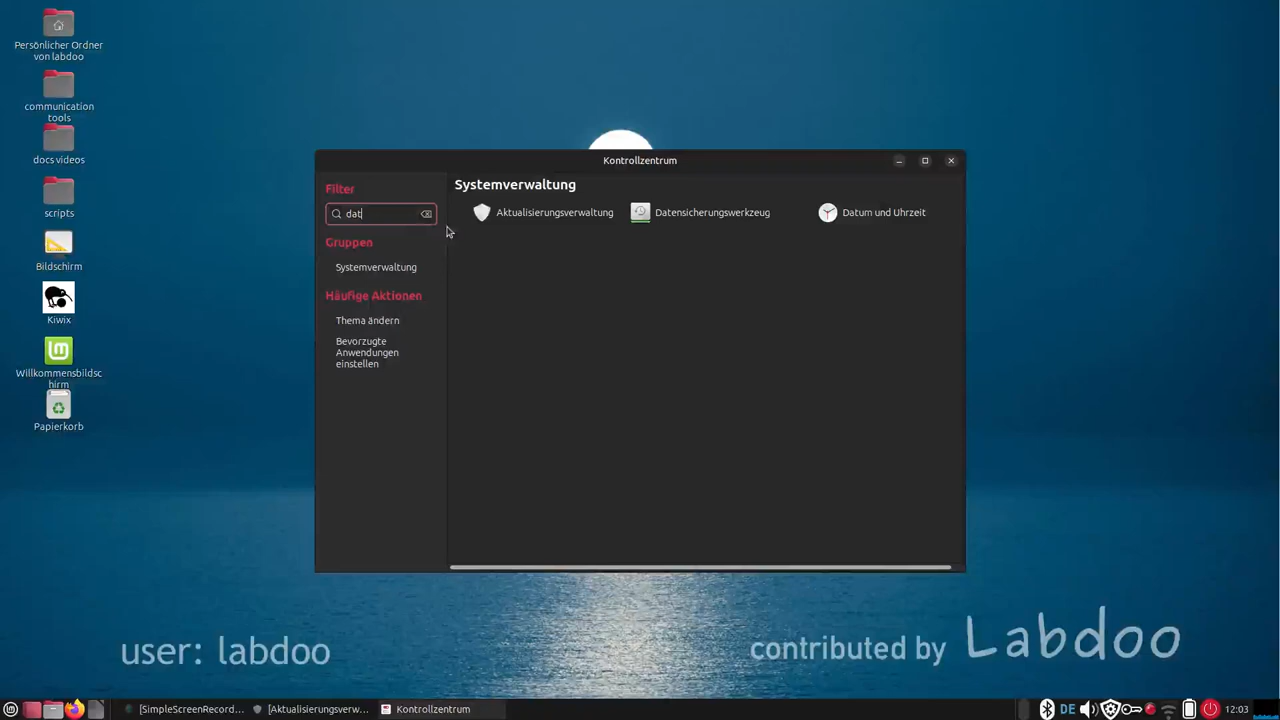 Persönlicher Ordner
von labdoo
communication
tools
docs videos
scripts
Bildschirm
Kiwix
Willkommensbildsc
hirm
Papierkorb
Kontrollzentrum
Filter
dat
Gruppen
Systemverwaltung
Häufige Aktionen
Thema ändern
Bevorzugte
Anwendungen
einstellen
Systemverwaltung
Aktualisierungsverwaltung
Datensicherungswerkzeug
Datum und Uhrzeit
user: labdoo
contributed by Labdoo
[SimpleScreenRecord...
[Aktualisierungsverw...
Kontrollzentrum
DE
12:03